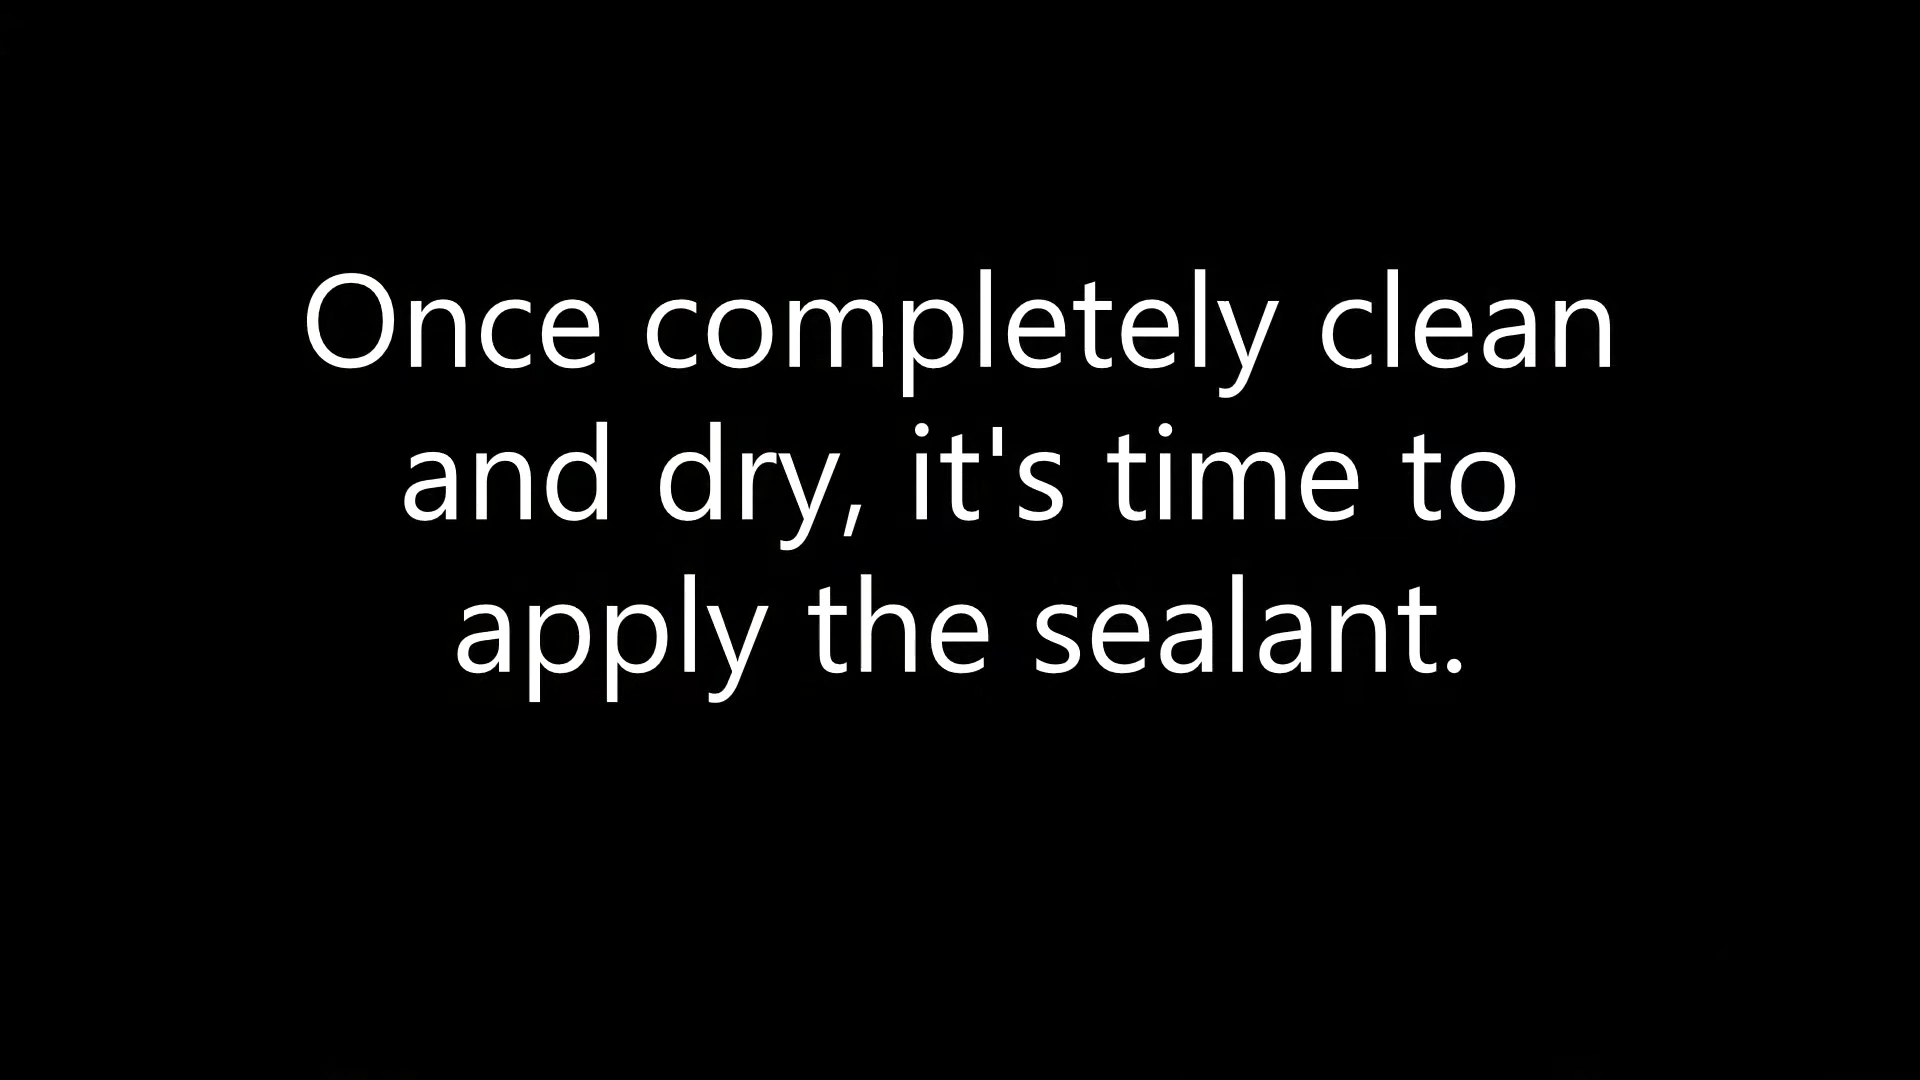 Once completely clean
and dry, it's time to
apply the sealant.